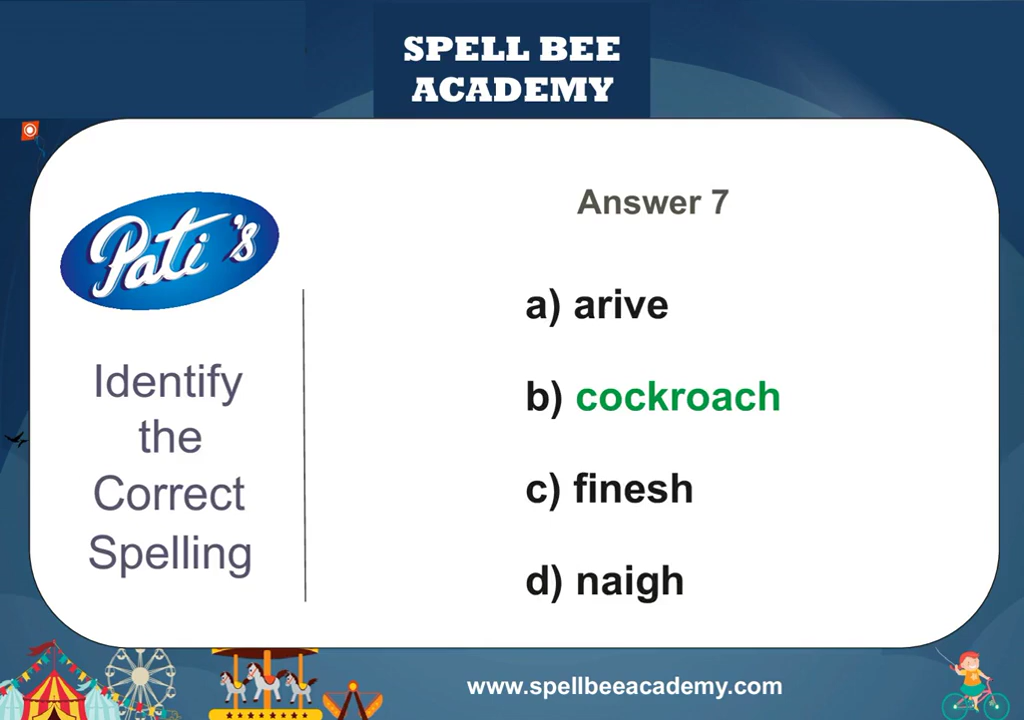 SPELL BEE
ACADEMY
Pati's
Identify
the
Correct
Spelling
Answer 7
a) arive
b) cockroach
c) finesh
d) naigh
www.spellbeeacademy.com